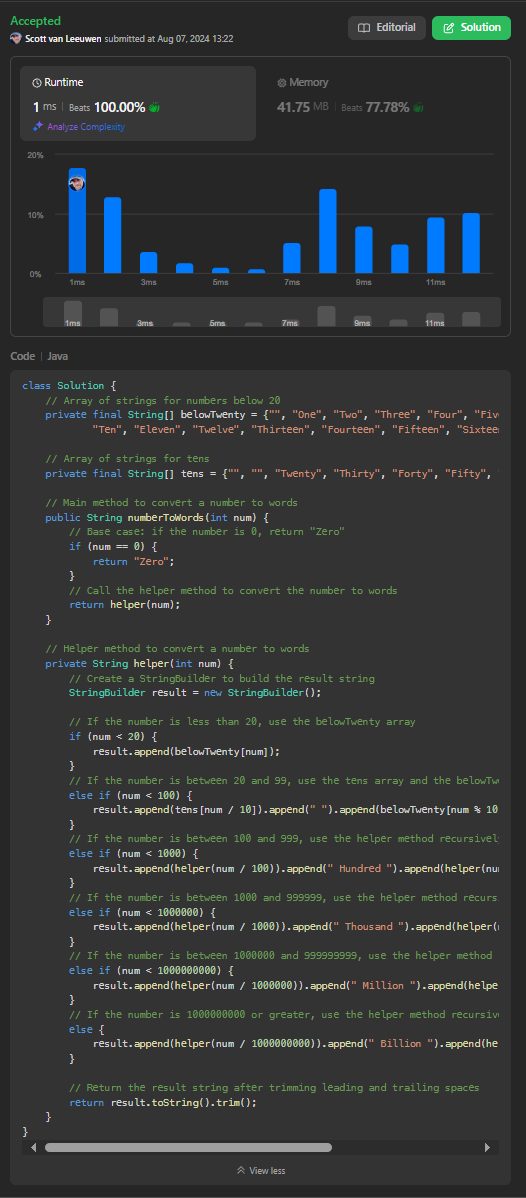 Accepted
Scott van Leeuwen submitted at Aug 07, 2024 13:22
Editorial
Solution
Runtime
1 ms | Beats 100.00%
Analyze Complexity
Memory
41.75 MB | Beats 77.78%
20%
10%
0%
1ms 3ms 5ms 7ms 9ms 11ms
1ms 3ms 5ms 7ms 9ms 11ms
Code | Java
class Solution {
// Array of strings for numbers below 20
private final String[] belowTwenty = {"", "One", "Two", "Three", "Four", "Fiv
"Ten", "Eleven", "Twelve", "Thirteen", "Fourteen", "Fifteen", "Sixteen
// Array of strings for tens
private final String[] tens = {"", "", "Twenty", "Thirty", "Forty", "Fifty",
// Main method to convert a number to words
public String numberToWords(int num) {
// Base case: if the number is 0, return "Zero"
if (num == 0) {
return "Zero";
}
// Call the helper method to convert the number to words
return helper(num);
}
// Helper method to convert a number to words
private String helper(int num) {
// Create a StringBuilder to build the result string
StringBuilder result = new StringBuilder();
// If the number is less than 20, use the belowTwenty array
if (num < 20) {
result.append(belowTwenty[num]);
}
// If the number is between 20 and 99, use the tens array and the belowTw
else if (num < 100) {
result.append(tens[num / 10]).append(" ").append(belowTwenty[num % 10
}
// If the number is between 100 and 999, use the helper method recursivel
else if (num < 1000) {
result.append(helper(num / 100)).append(" Hundred ").append(helper(nu
}
// If the number is between 1000 and 999999, use the helper method recurs
else if (num < 1000000) {
result.append(helper(num / 1000)).append(" Thousand ").append(helper(
}
// If the number is between 1000000 and 999999999, use the helper method
else if (num < 1000000000) {
result.append(helper(num / 1000000)).append(" Million ").append(helpe
}
// If the number is 1000000000 or greater, use the helper method recursiv
else {
result.append(helper(num / 1000000000)).append(" Billion ").append(he
}
// Return the result string after trimming leading and trailing spaces
return result.toString().trim();
}
}
View less